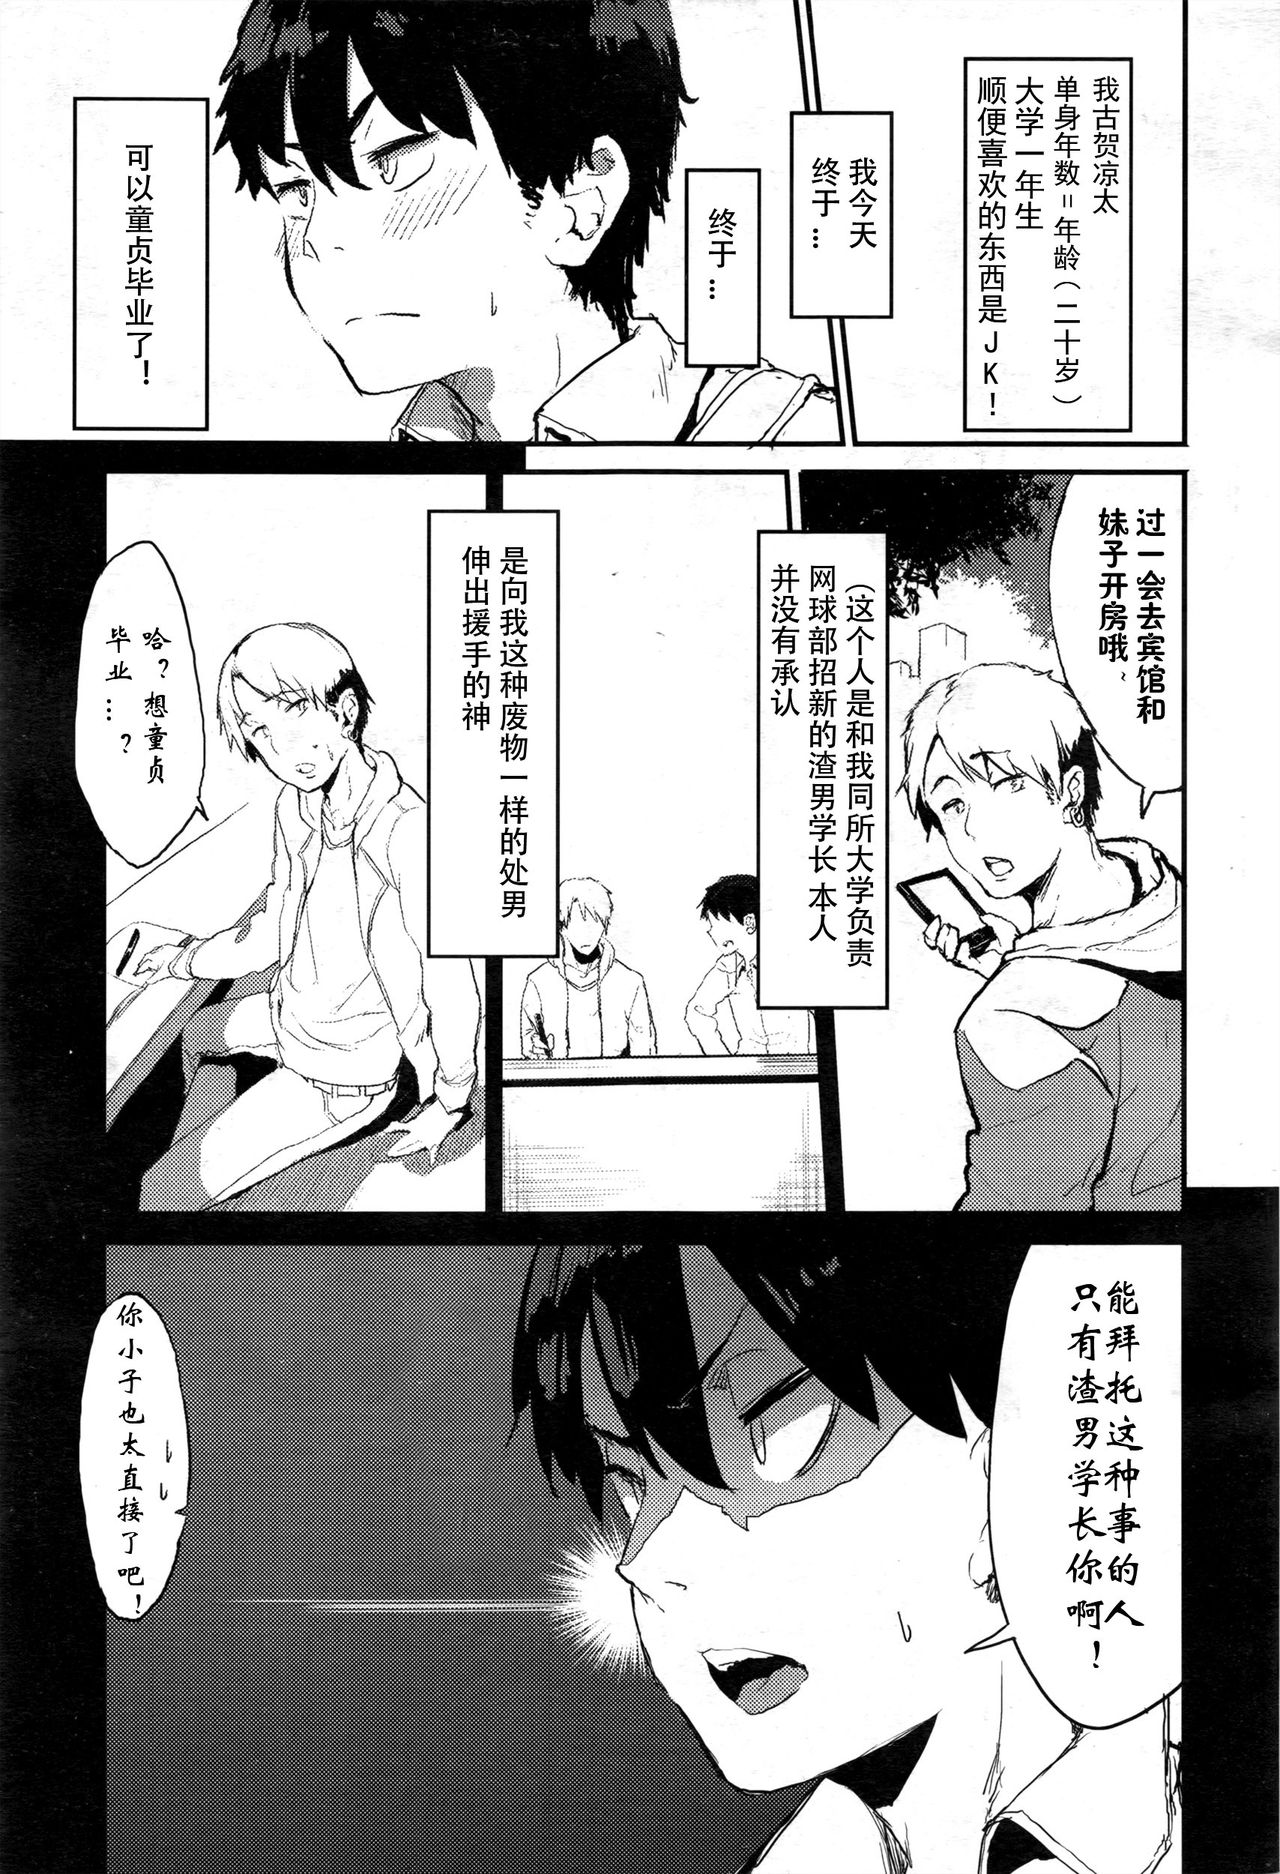 我古贺凉太
单身年数=年龄(二十岁)
大学一年生
顺便喜欢的东西是JK!
我今天
终于…
终于…
可以童贞毕业了!
过一会去宾馆和
妹子开房哦~
(这个人是和我同所大学负责
网球部招新的渣男学长 本人
并没有承认
是向我这种废物一样的处男
伸出援手的神
哈?想童贞
毕业…?
能拜托这种事的人
只有渣男学长你啊!
你小子也太直接了吧!